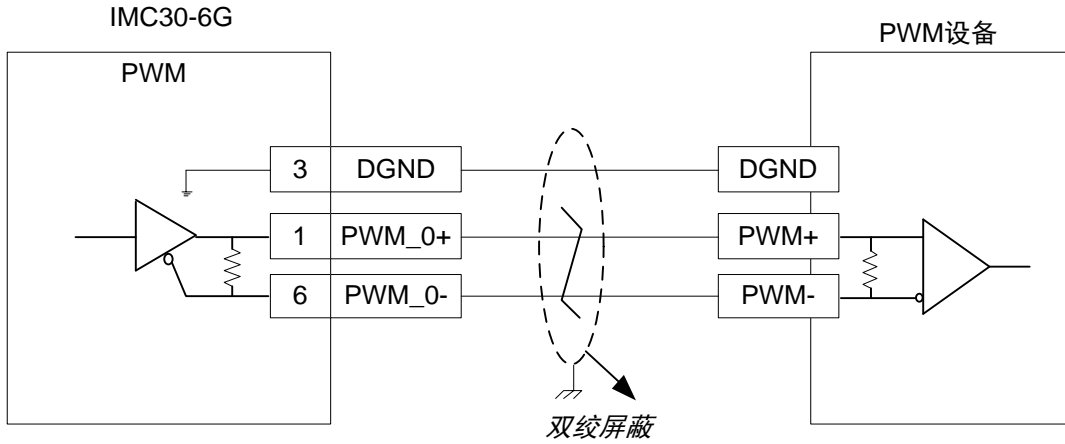 IMC30-6G
PWM设备
PWM
3 DGND
DGND
1 PWM_0+
PWM+
6 PWM_0-
PWM-
双绞屏蔽